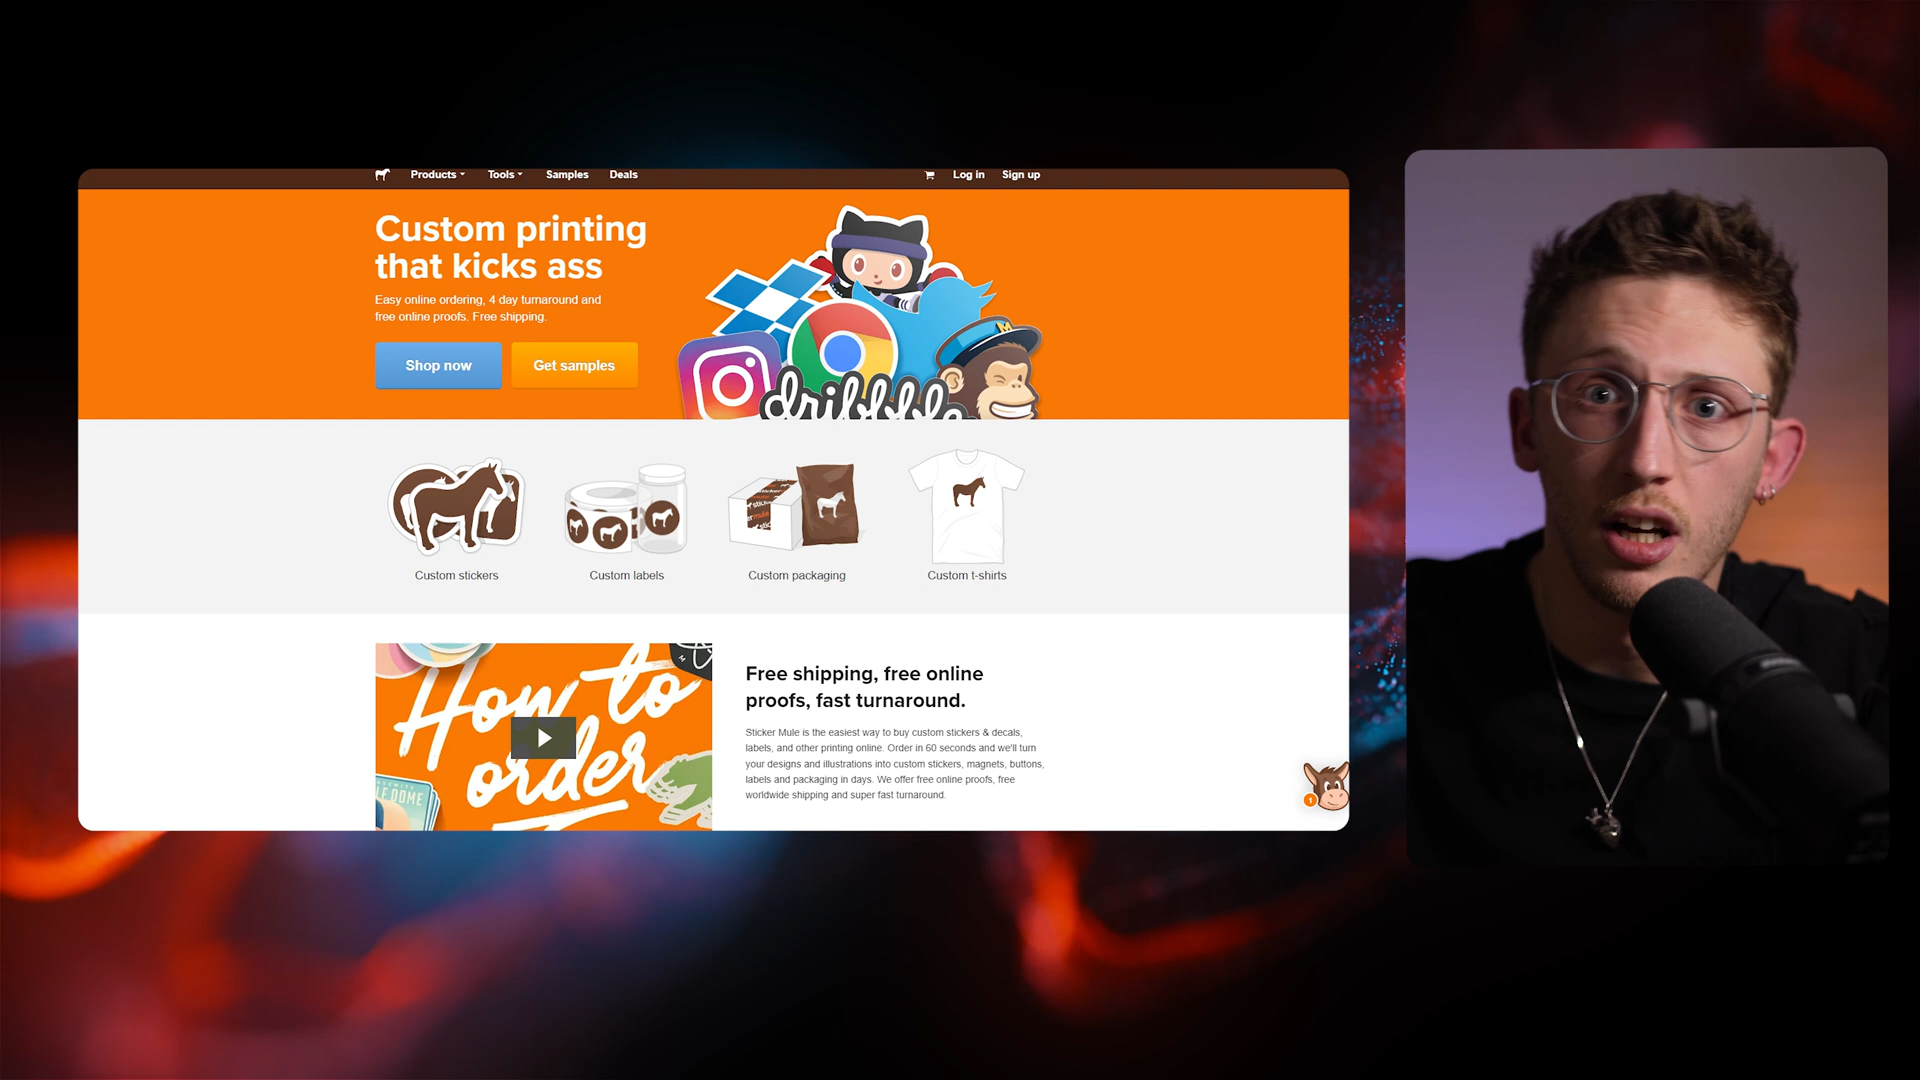 Products
Tools
Samples
Deals
Log in
Sign up
Custom printing
that kicks ass
Easy online ordering, 4 day turnaround and
free online proofs. Free shipping.
Shop now
Get samples
M
dribbble
Custom stickers
Custom labels
Custom packaging
Custom t-shirts
How to
order
LF DOME
Free shipping, free online
proofs, fast turnaround.
Sticker Mule is the easiest way to buy custom stickers & decals,
labels, and other printing online. Order in 60 seconds and we'll turn
your designs and illustrations into custom stickers, magnets, buttons,
labels and packaging in days. We offer free online proofs, free
worldwide shipping and super fast turnaround.
1